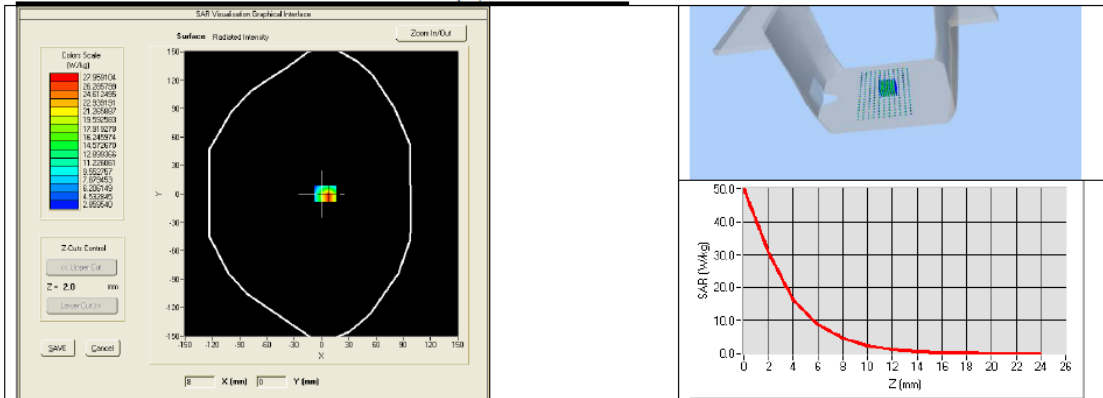 SAR Visualisation Graphical Interface
Surface Radiated Intensity
Zoom In/Out
Colors Scale
(W/kg)
27.959104
26.285799
24.612495
22.939191
21.265887
19.592583
17.919278
16.245974
14.572670
12.899366
11.226061
9.552757
7.879453
6.206149
4.532845
2.859540
150
120
90
60
30
0
-30
-60
-90
-120
-150
Y
-150 -120 -90 -60 -30 0 30 60 90 120 150
X
Z-Cuts Control
<< Upper Cut
Z = 2.0 mm
Lower Cut >>
SAVE Cancel
8 X (mm) 0 Y (mm)
50.0
40.0
30.0
20.0
10.0
0.0
SAR (W/kg)
0 2 4 6 8 10 12 14 16 18 20 22 24 26
Z (mm)